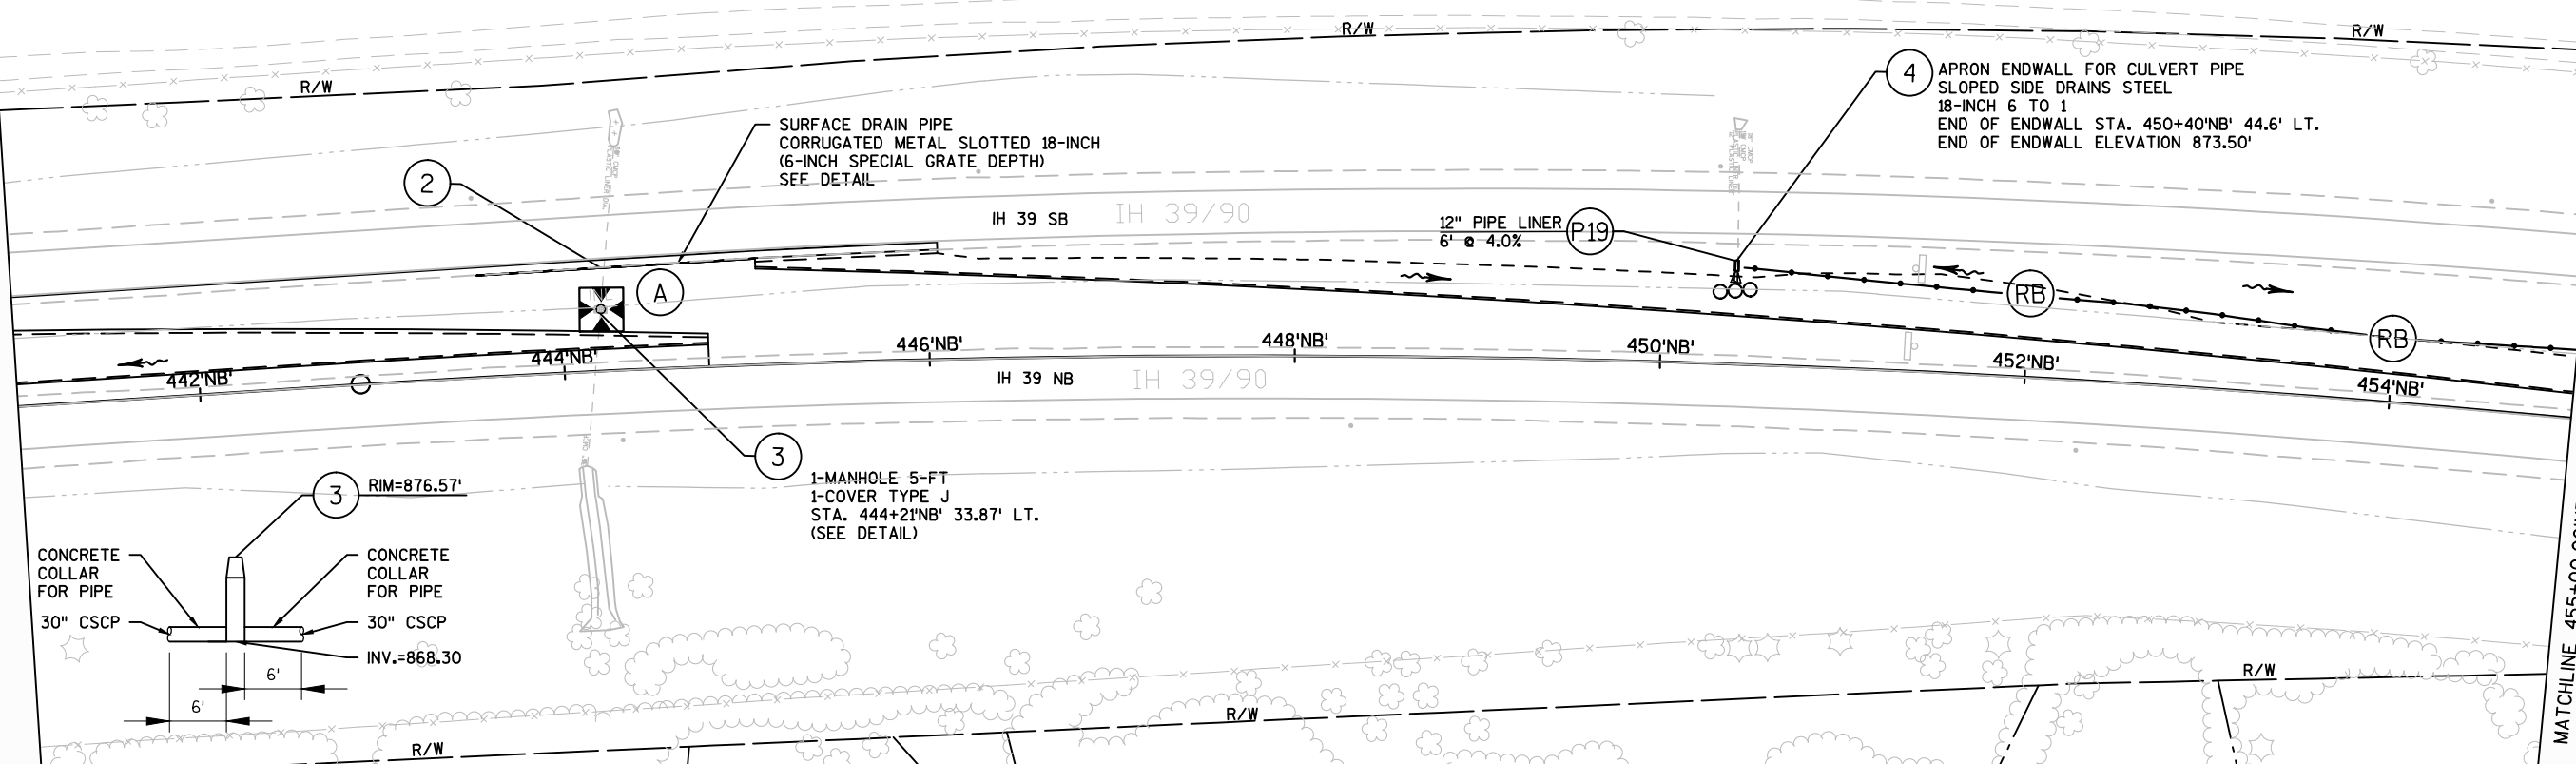 R/W
R/W
R/W
4
APRON ENDWALL FOR CULVERT PIPE
SLOPED SIDE DRAINS STEEL
18-INCH 6 TO 1
END OF ENDWALL STA. 450+40'NB' 44.6' LT.
END OF ENDWALL ELEVATION 873.50'
SURFACE DRAIN PIPE
CORRUGATED METAL SLOTTED 18-INCH
(6-INCH SPECIAL GRATE DEPTH)
SEE DETAIL
2
IH 39 SB
IH 39/90
12" PIPE LINER
6' @ 4.0%
P19
A
RB
RB
442'NB'
444'NB'
446'NB'
448'NB'
450'NB'
452'NB'
454'NB'
IH 39 NB
IH 39/90
3
1-MANHOLE 5-FT
1-COVER TYPE J
STA. 444+21'NB' 33.87' LT.
(SEE DETAIL)
3
RIM=876.57'
CONCRETE
COLLAR
FOR PIPE
30" CSCP
CONCRETE
COLLAR
FOR PIPE
30" CSCP
INV.=868.30
6'
6'
R/W
R/W
R/W
MATCHLINE